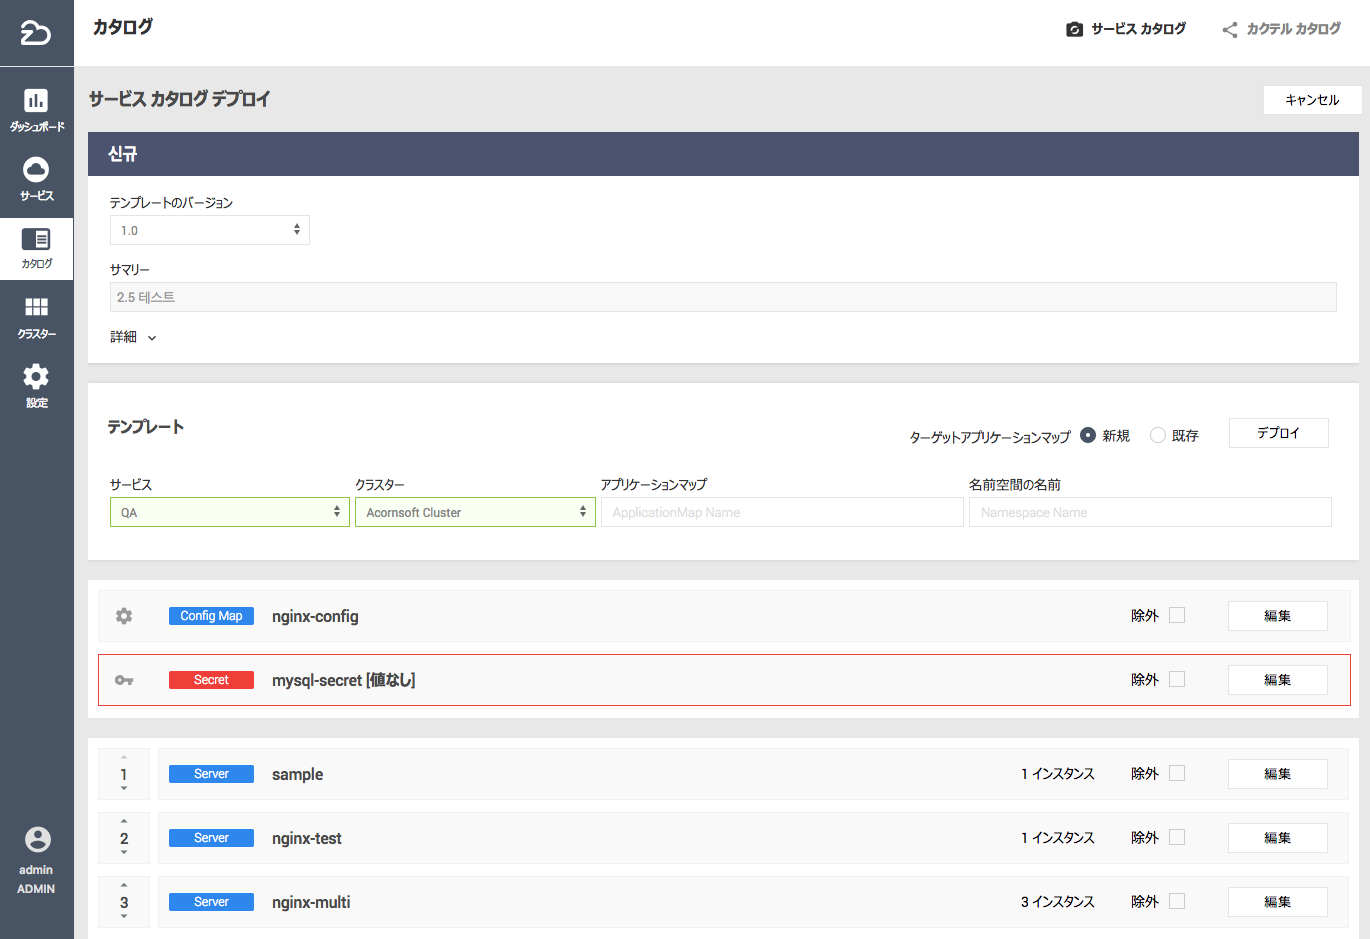 カタログ
サービス カタログ
カクテル カタログ
ダッシュボード
サービス
カタログ
クラスター
設定
admin
ADMIN
サービス カタログ デプロイ
キャンセル
신규
テンプレートのバージョン
1.0
サマリー
2.5 테스트
詳細
テンプレート
ターゲットアプリケーションマップ 新規 既存 デプロイ
サービス クラスター アプリケーションマップ 名前空間の名前
QA Acornsoft Cluster ApplicationMap Name Namespace Name
Config Map nginx-config 除外 編集
Secret mysql-secret [値なし] 除外 編集
1 Server sample 1 インスタンス 除外 編集
2 Server nginx-test 1 インスタンス 除外 編集
3 Server nginx-multi 3 インスタンス 除外 編集